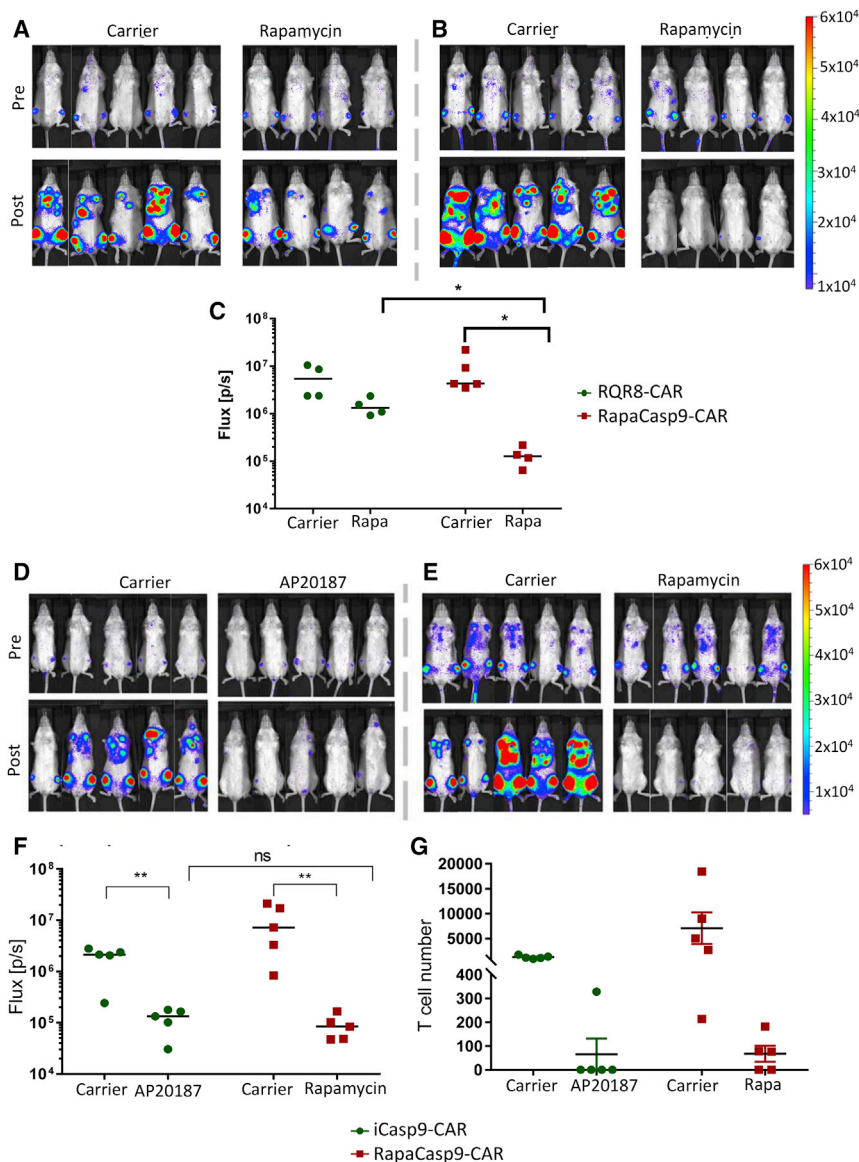 A
Carrier
Rapamycin
B
Carrier
Rapamycin
6x10⁴
5x10⁴
4x10⁴
3x10⁴
2x10⁴
1x10⁴
Pre
Post
C
*
*
Flux [p/s]
10⁸
10⁷
10⁶
10⁵
10⁴
Carrier
Rapa
Carrier
Rapa
RQR8-CAR
RapaCasp9-CAR
D
Carrier
AP20187
E
Carrier
Rapamycin
6x10⁴
5x10⁴
4x10⁴
3x10⁴
2x10⁴
1x10⁴
Pre
Post
F
ns
**
**
Flux [p/s]
10⁸
10⁷
10⁶
10⁵
10⁴
Carrier
AP20187
Carrier
Rapamycin
G
T cell number
20000
15000
10000
5000
400
300
200
100
0
Carrier
AP20187
Carrier
Rapa
iCasp9-CAR
RapaCasp9-CAR